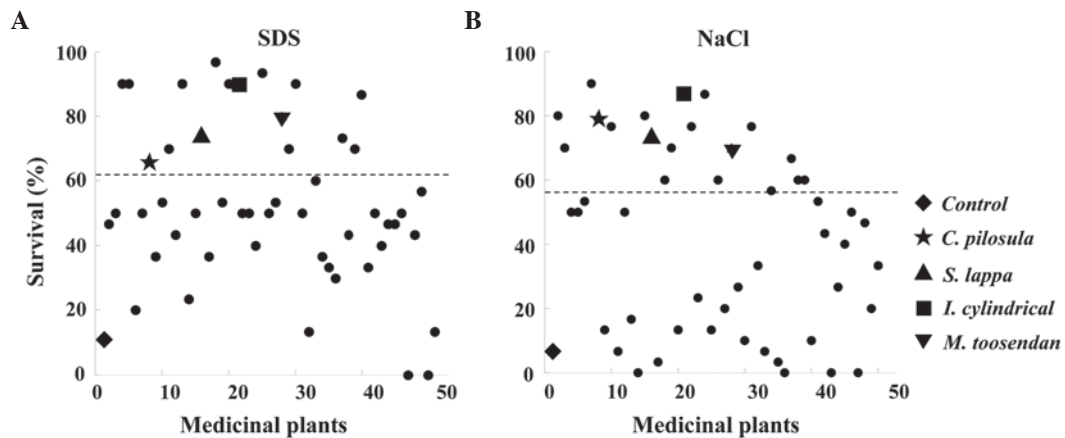 A
SDS
100
80
60
40
20
0
Survival (%)
0 10 20 30 40 50
Medicinal plants
B
NaCl
100
80
60
40
20
0
0 10 20 30 40 50
Medicinal plants
Control
C. pilosula
S. lappa
I. cylindrical
M. toosendan